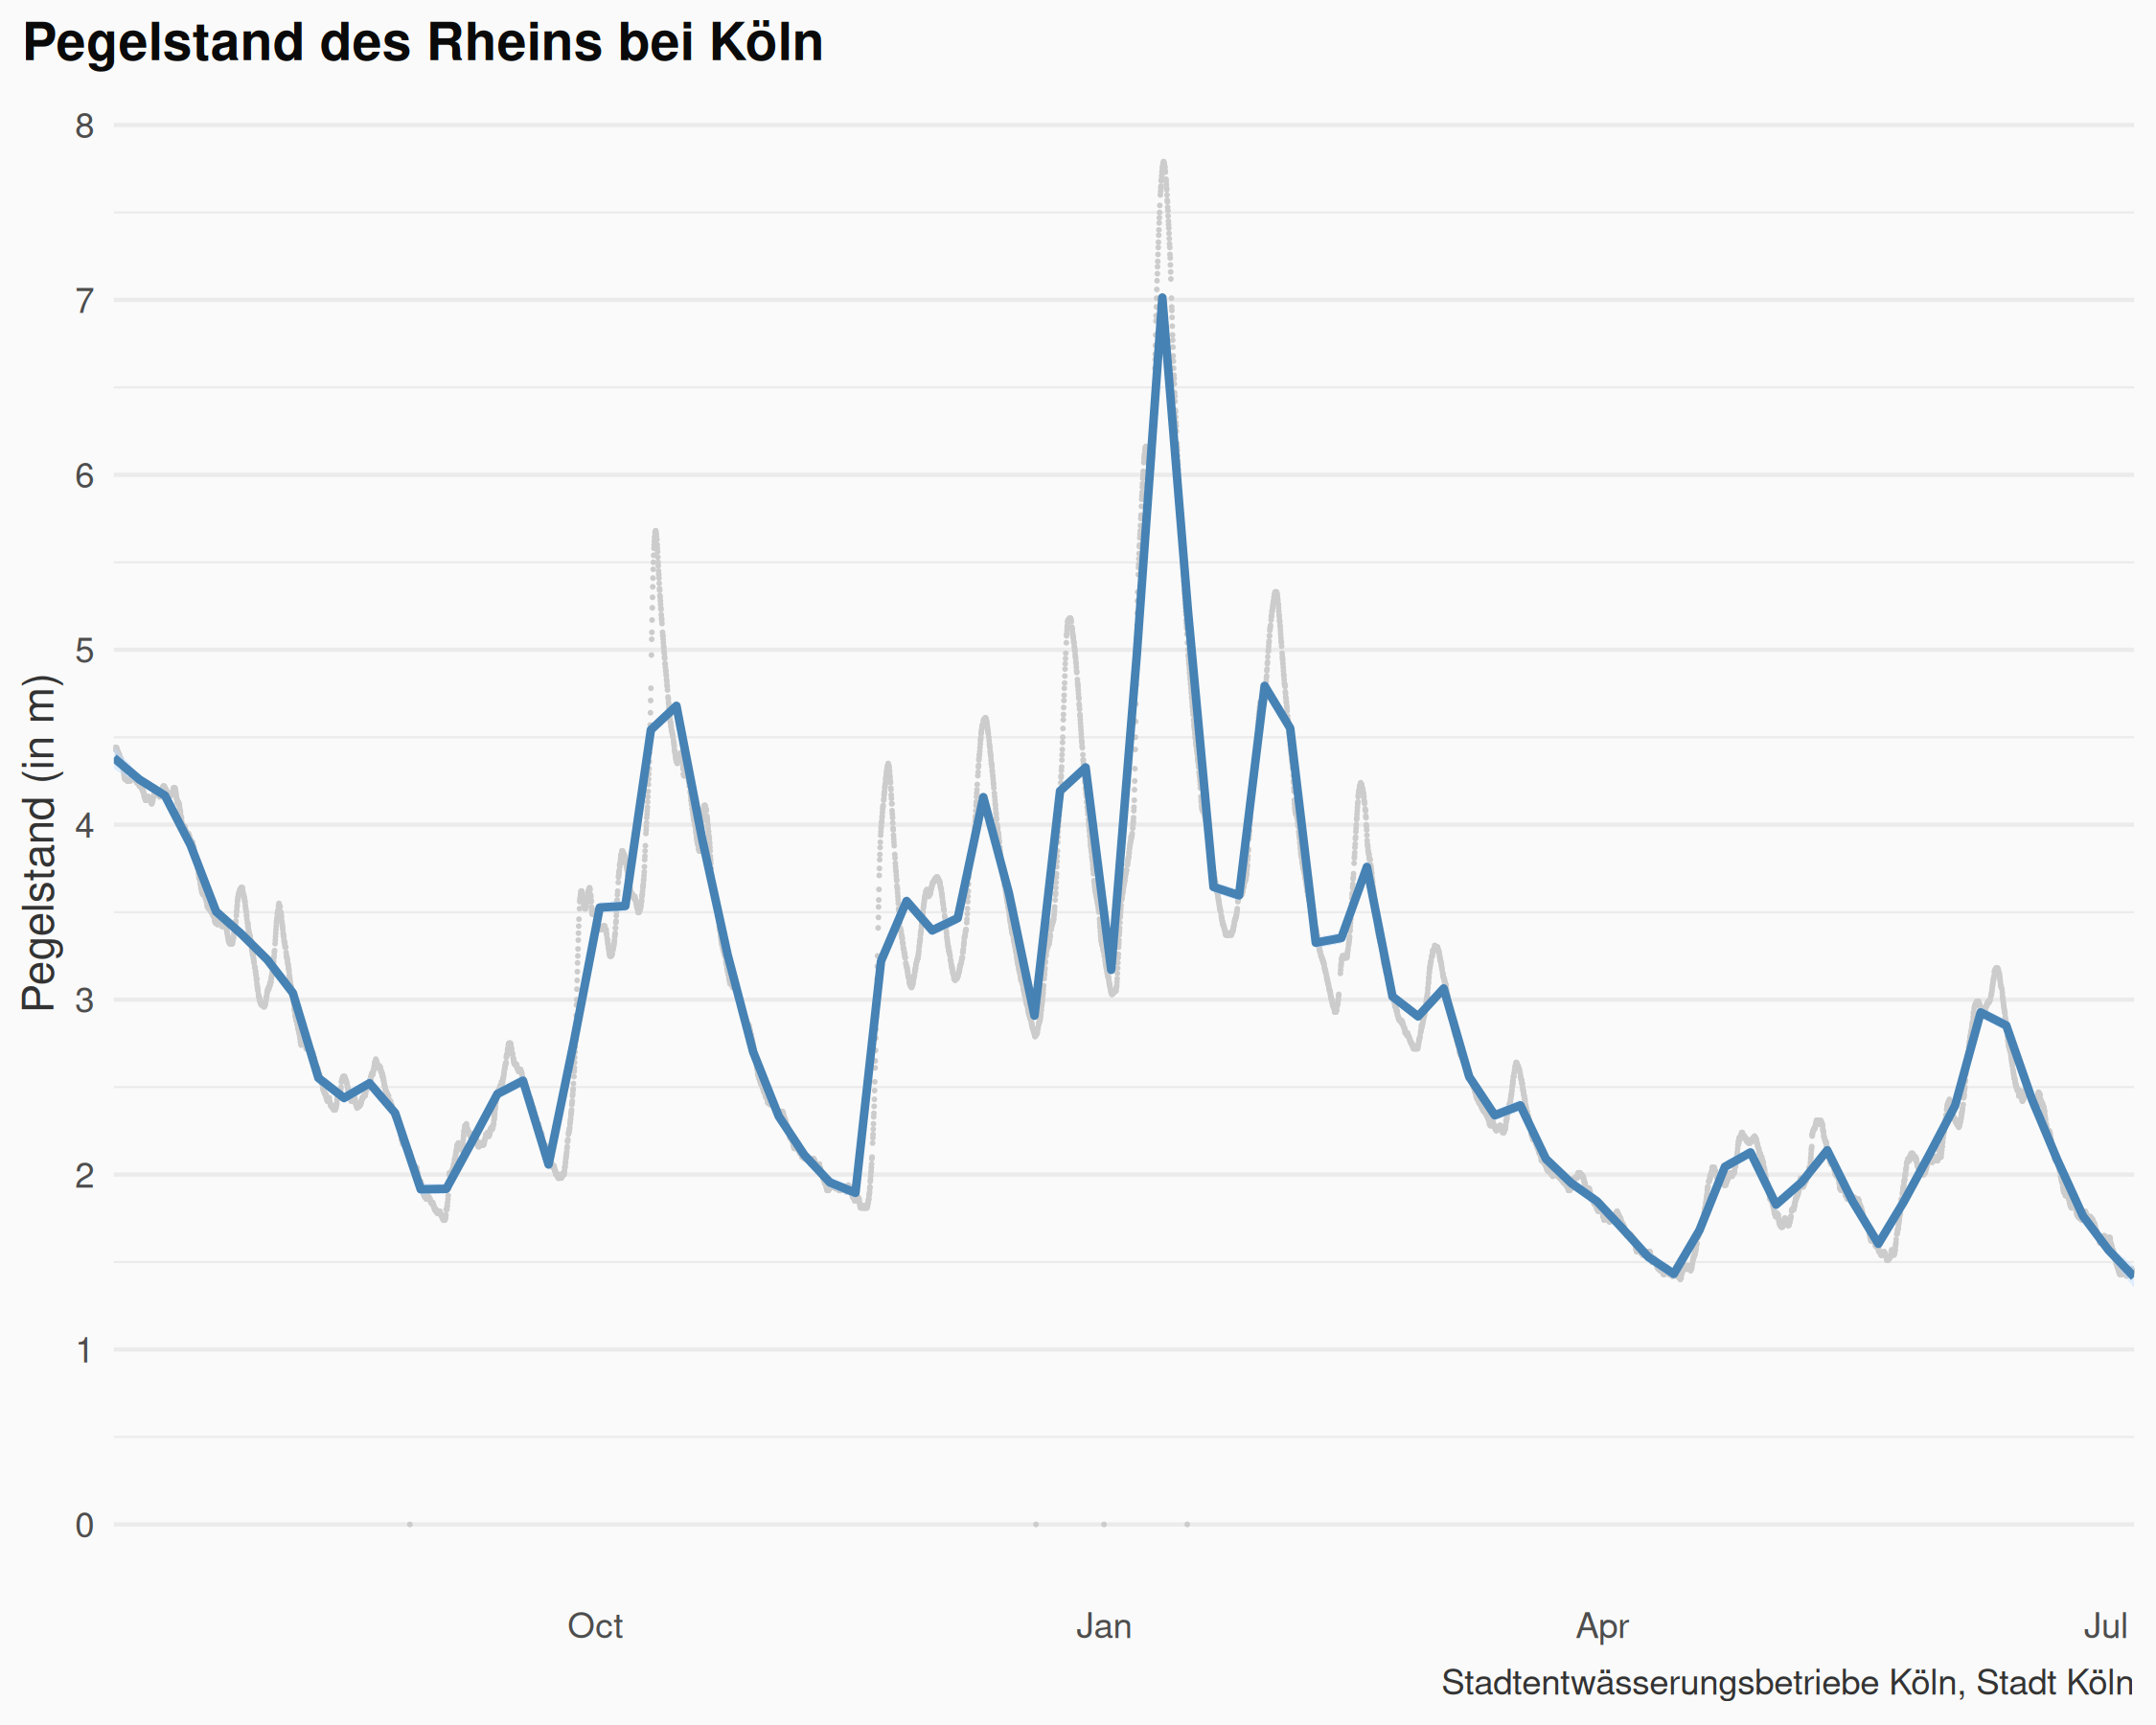 Pegelstand des Rheins bei Köln
Pegelstand (in m)
8
7
6
5
4
3
2
1
0
Oct Jan Apr Jul
Stadtentwässerungsbetriebe Köln, Stadt Köln